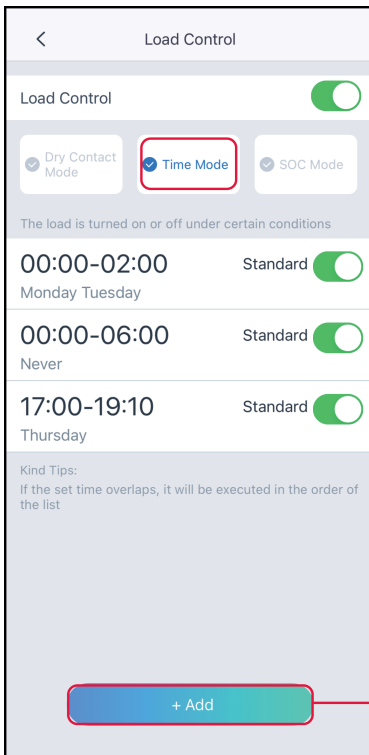 Load Control
Load Control
Dry Contact
Mode
Time Mode
SOC Mode
The load is turned on or off under certain conditions
00:00-02:00 Standard
Monday Tuesday
00:00-06:00 Standard
Never
17:00-19:10 Standard
Thursday
Kind Tips:
If the set time overlaps, it will be executed in the order of
the list
+ Add